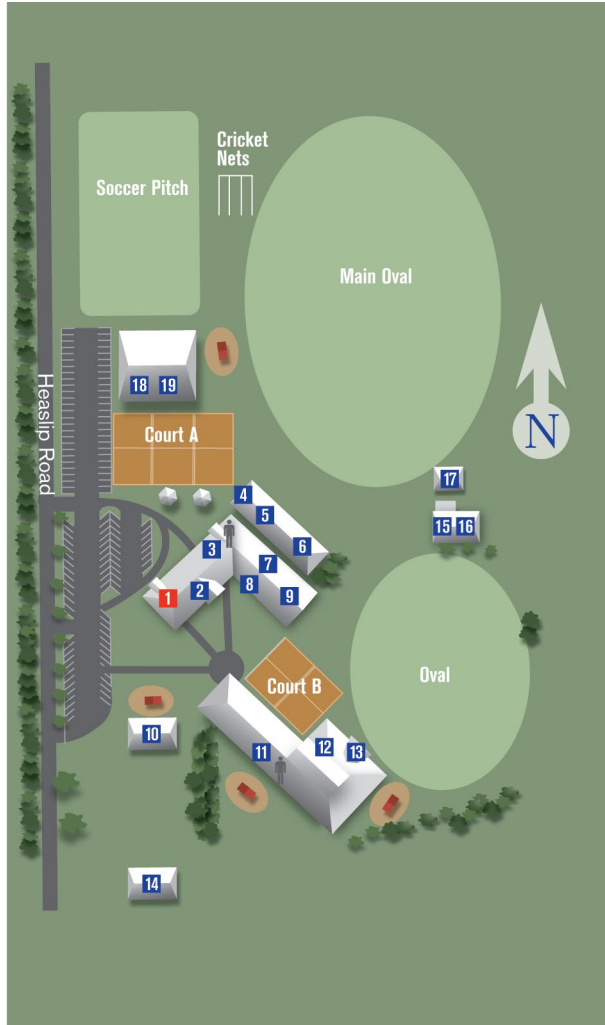 Cricket
Nets
Soccer Pitch
Main Oval
18
19
N
Heaslip Road
Court A
17
4
5
15
16
3
6
7
2
8
1
9
Oval
Court B
10
11
12
13
14